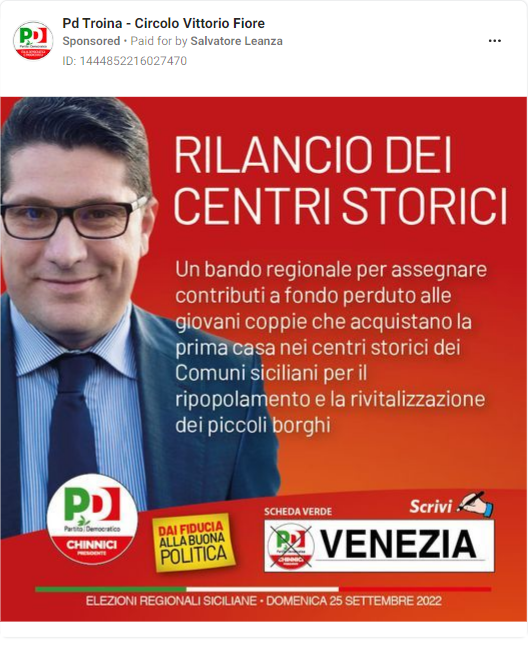 Pd Troina - Circolo Vittorio Fiore
Sponsored • Paid for by Salvatore Leanza
ID: 1444852216027470
RILANCIO DEI
CENTRI STORICI
Un bando regionale per assegnare
contributi a fondo perduto alle
giovani coppie che acquistano la
prima casa nei centri storici dei
Comuni siciliani per il
ripopolamento e la rivitalizzazione
dei piccoli borghi
PD
Partito Democratico
CHINNICI
PRESIDENTE
DAI FIDUCIA
ALLA BUONA
POLITICA
SCHEDA VERDE
Scrivi
PD
CHINNICI
VENEZIA
ELEZIONI REGIONALI SICILIANE • DOMENICA 25 SETTEMBRE 2022